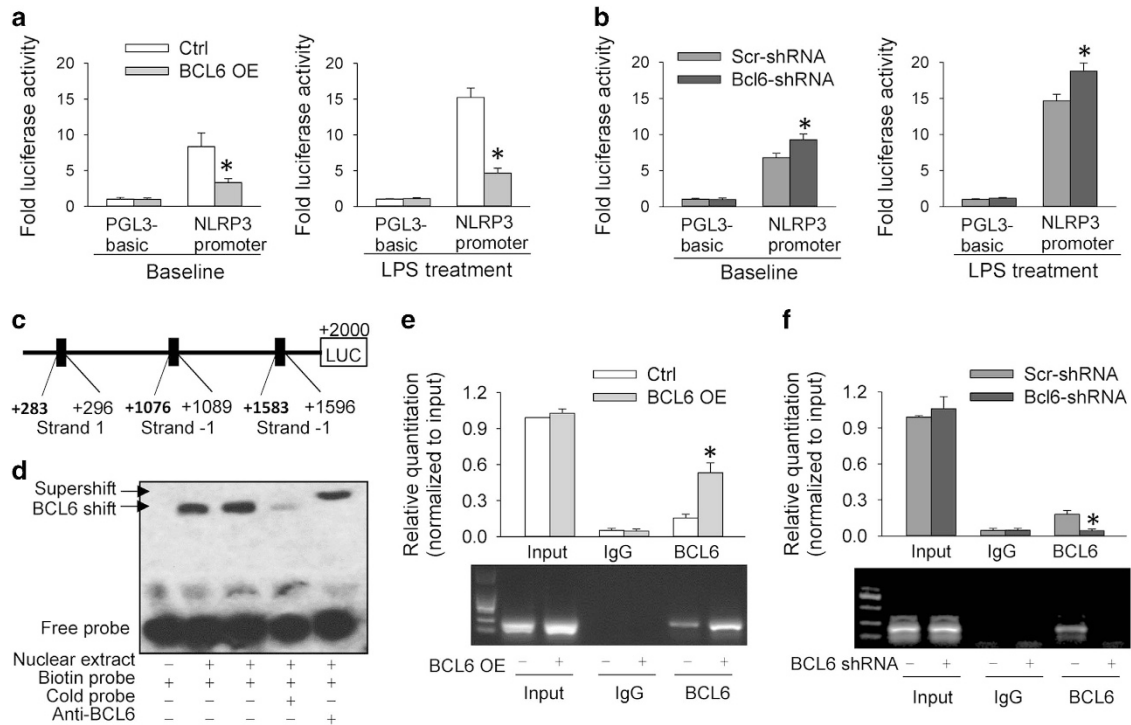 a
Fold luciferase activity
20
15
10
5
0
Ctrl
BCL6 OE
*
PGL3-
basic
NLRP3
promoter
Baseline
Fold luciferase activity
20
15
10
5
0
*
PGL3-
basic
NLRP3
promoter
LPS treatment
b
Fold luciferase activity
20
15
10
5
0
Scr-shRNA
Bcl6-shRNA
*
PGL3-
basic
NLRP3
promoter
Baseline
Fold luciferase activity
20
15
10
5
0
*
PGL3-
basic
NLRP3
promoter
LPS treatment
c
+2000
LUC
+283 +296 +1076 +1089 +1583 +1596
Strand 1 Strand -1 Strand -1
d
Supershift
BCL6 shift
Free probe
Nuclear extract − + + + +
Biotin probe + + + + +
Cold probe +
Anti-BCL6 +
e
Relative quantitation
(normalized to input)
1.2
0.9
0.6
0.3
0.0
Ctrl
BCL6 OE
*
Input IgG BCL6
BCL6 OE − + − + − +
Input IgG BCL6
f
Relative quantitation
(normalized to input)
1.2
0.9
0.6
0.3
0.0
Scr-shRNA
Bcl6-shRNA
*
Input IgG BCL6
BCL6 shRNA − + − + − +
Input IgG BCL6